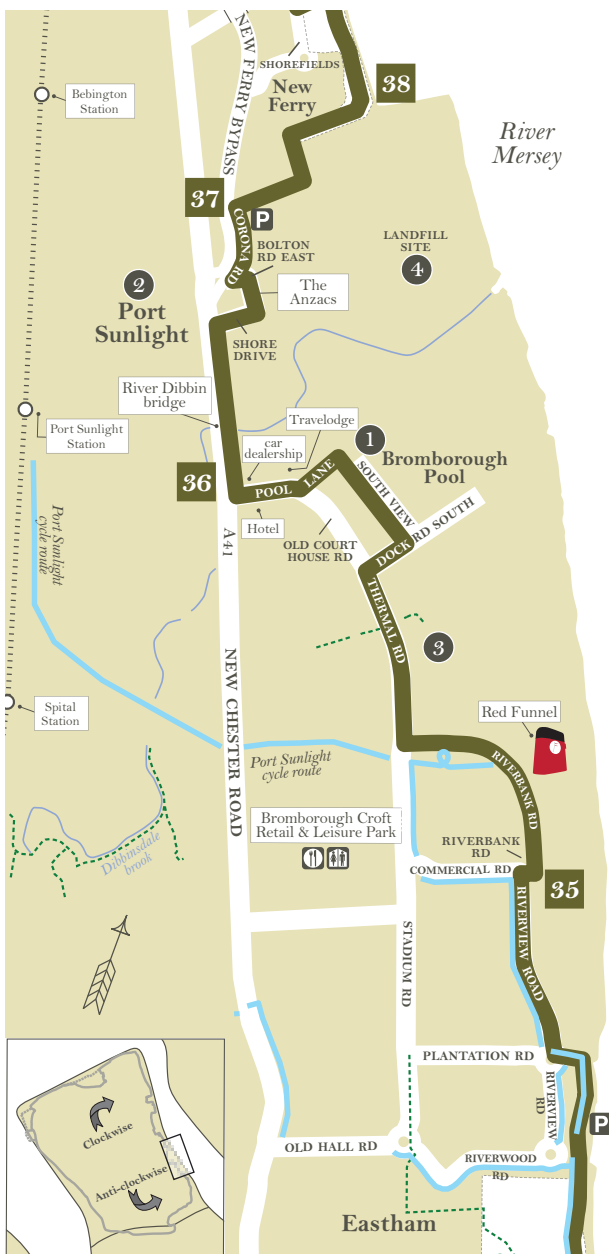 NEW FERRY BYPASS
SHOREFIELDS
New
Ferry
38
Bebington
Station
River
Mersey
37
P
CORONA RD
BOLTON
RD EAST
LANDFILL
SITE
4
2
Port
Sunlight
The
Anzacs
SHORE
DRIVE
River Dibbin
bridge
Travelodge
car
dealership
1
Bromborough
Pool
Port Sunlight
Station
36
POOL LANE
SOUTH VIEW
Hotel
DOCK RD SOUTH
OLD COURT
HOUSE RD
A41
Port Sunlight
cycle route
THERMAL RD
3
Spital
Station
NEW CHESTER ROAD
Red Funnel
Port Sunlight
cycle route
RIVERBANK RD
Bromborough Croft
Retail & Leisure Park
RIVERBANK
RD
Dibbinsdale
brook
COMMERCIAL RD
35
RIVERVIEW ROAD
STADIUM RD
PLANTATION RD
RIVERVIEW
RD
P
Clockwise
Anti-clockwise
OLD HALL RD
RIVERWOOD
RD
Eastham